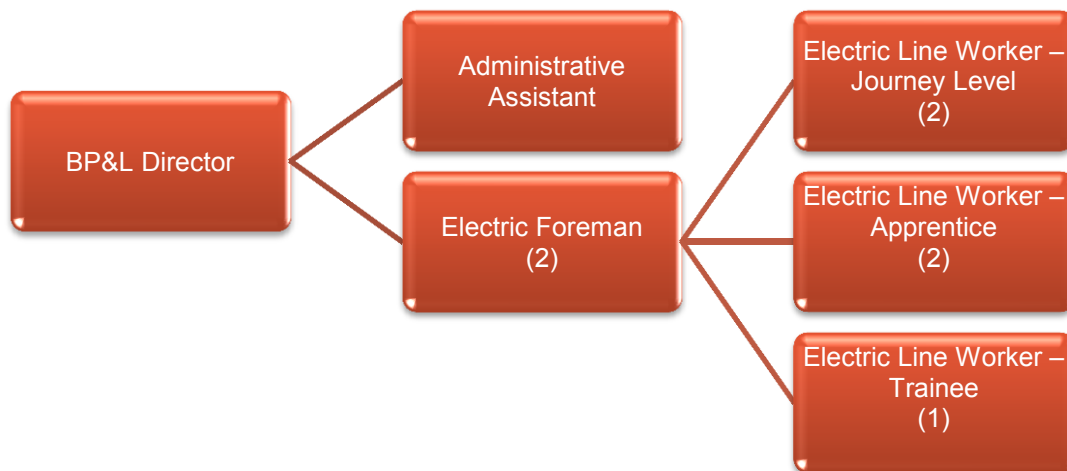 BP&L Director
Administrative
Assistant
Electric Foreman
(2)
Electric Line Worker –
Journey Level
(2)
Electric Line Worker –
Apprentice
(2)
Electric Line Worker –
Trainee
(1)